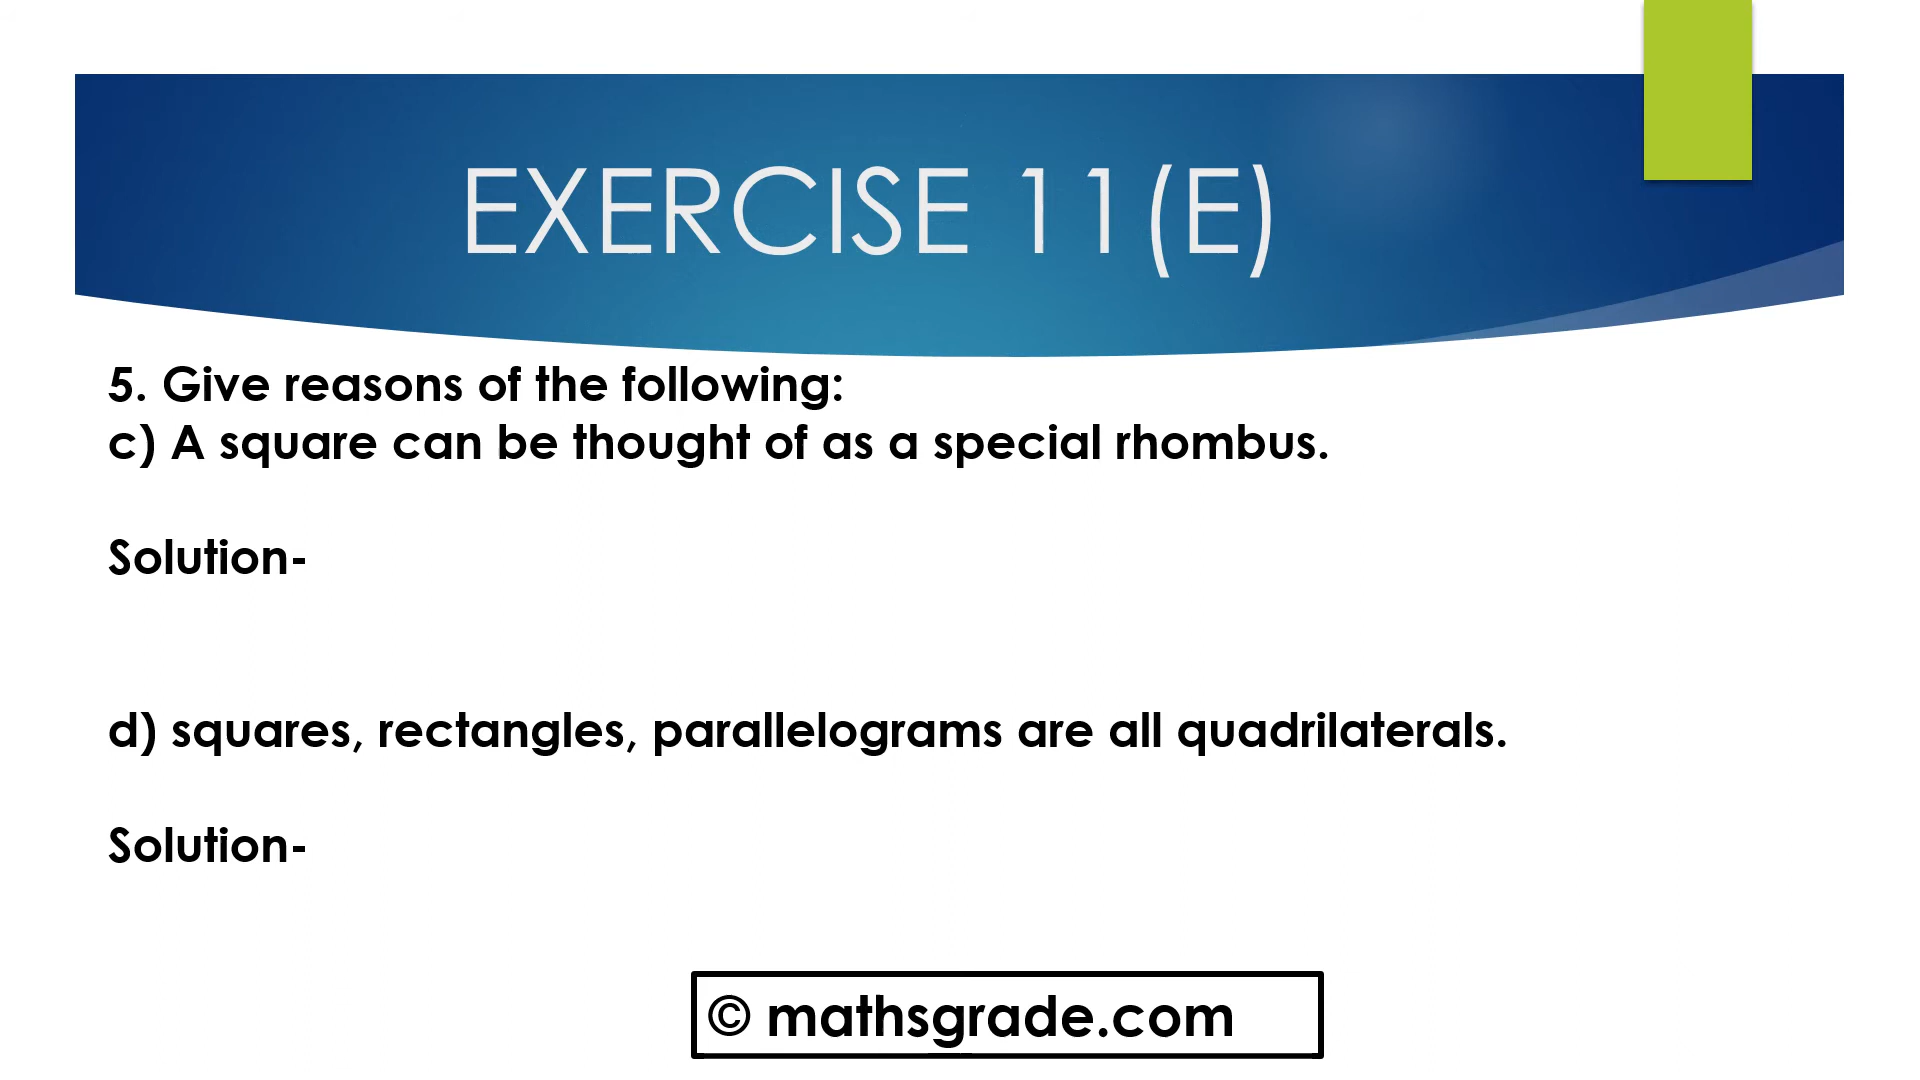 EXERCISE 11(E)
5. Give reasons of the following:
c) A square can be thought of as a special rhombus.
Solution-
d) squares, rectangles, parallelograms are all quadrilaterals.
Solution-
© mathsgrade.com